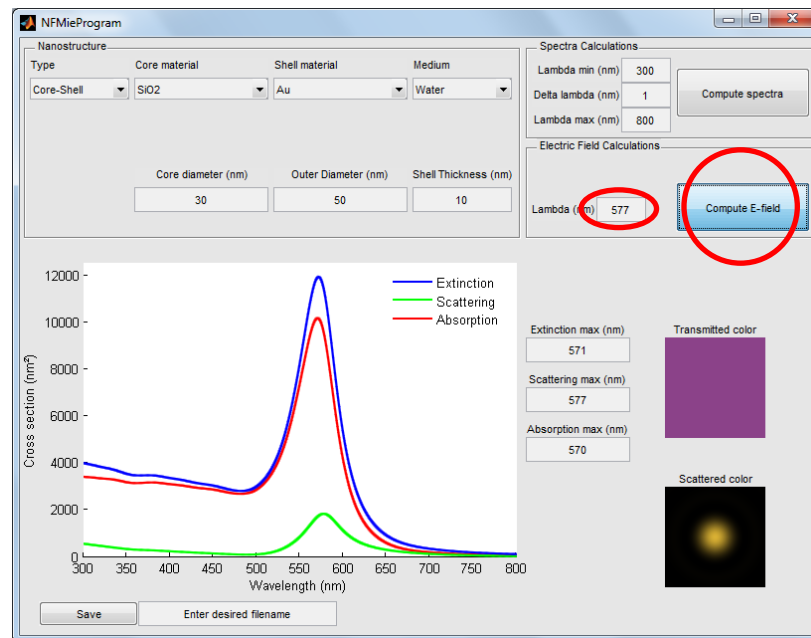 NFMieProgram
Nanostructure
Type Core material Shell material Medium
Core-Shell SiO2 Au Water
Core diameter (nm) Outer Diameter (nm) Shell Thickness (nm)
30 50 10
Spectra Calculations
Lambda min (nm) 300
Delta lambda (nm) 1
Lambda max (nm) 800
Compute spectra
Electric Field Calculations
Lambda (nm) 577
Compute E-field
12000
10000
8000
6000
4000
2000
0
Cross section (nm²)
Extinction
Scattering
Absorption
300 350 400 450 500 550 600 650 700 750 800
Wavelength (nm)
Extinction max (nm)
571
Scattering max (nm)
577
Absorption max (nm)
570
Transmitted color
Scattered color
Save Enter desired filename